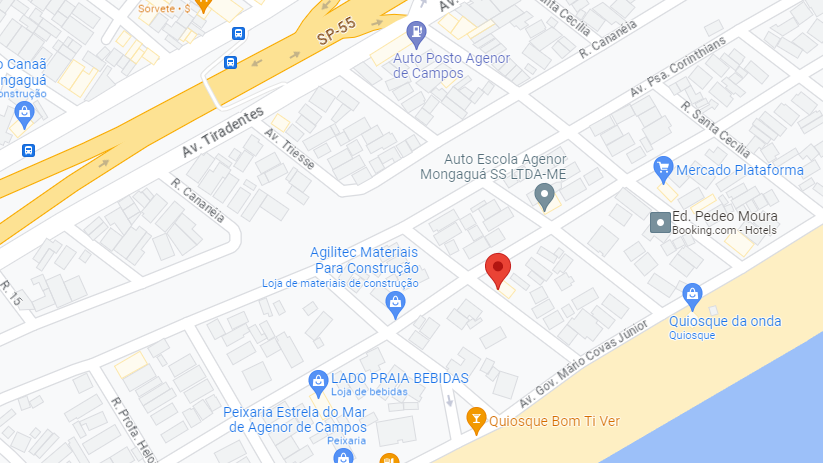 Sorvete • $
SP-55
Av. Tiradentes
Av. Triesse
Auto Posto Agenor
de Campos
Santa Cecília
R. Cananéia
Av. Psa. Corinthians
R. Santa Cecília
o Canaã
ongaguá
onstrução
R. Cananéia
Auto Escola Agenor
Mongaguá SS LTDA-ME
Mercado Plataforma
Ed. Pedeo Moura
Booking.com - Hotels
Agilitec Materiais
Para Construção
Loja de materiais de construção
R. 15
Quiosque da onda
Quiosque
Av. Gov. Mário Covas Júnior
LADO PRAIA BEBIDAS
Loja de bebidas
R. Profa. Helo
Peixaria Estrela do Mar
de Agenor de Campos
Peixaria
Quiosque Bom Ti Ver